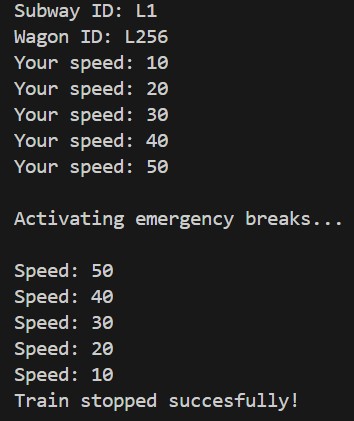 Subway ID: L1
Wagon ID: L256
Your speed: 10
Your speed: 20
Your speed: 30
Your speed: 40
Your speed: 50
Activating emergency breaks...
Speed: 50
Speed: 40
Speed: 30
Speed: 20
Speed: 10
Train stopped succesfully!